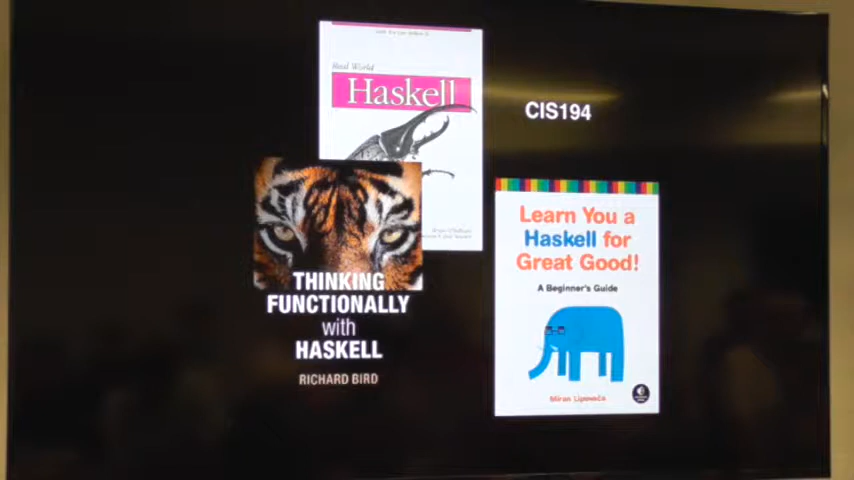 Real World
Haskell
CIS194
THINKING
FUNCTIONALLY
with
HASKELL
RICHARD BIRD
Learn You a
Haskell for
Great Good!
A Beginner's Guide
Miran Lipovača